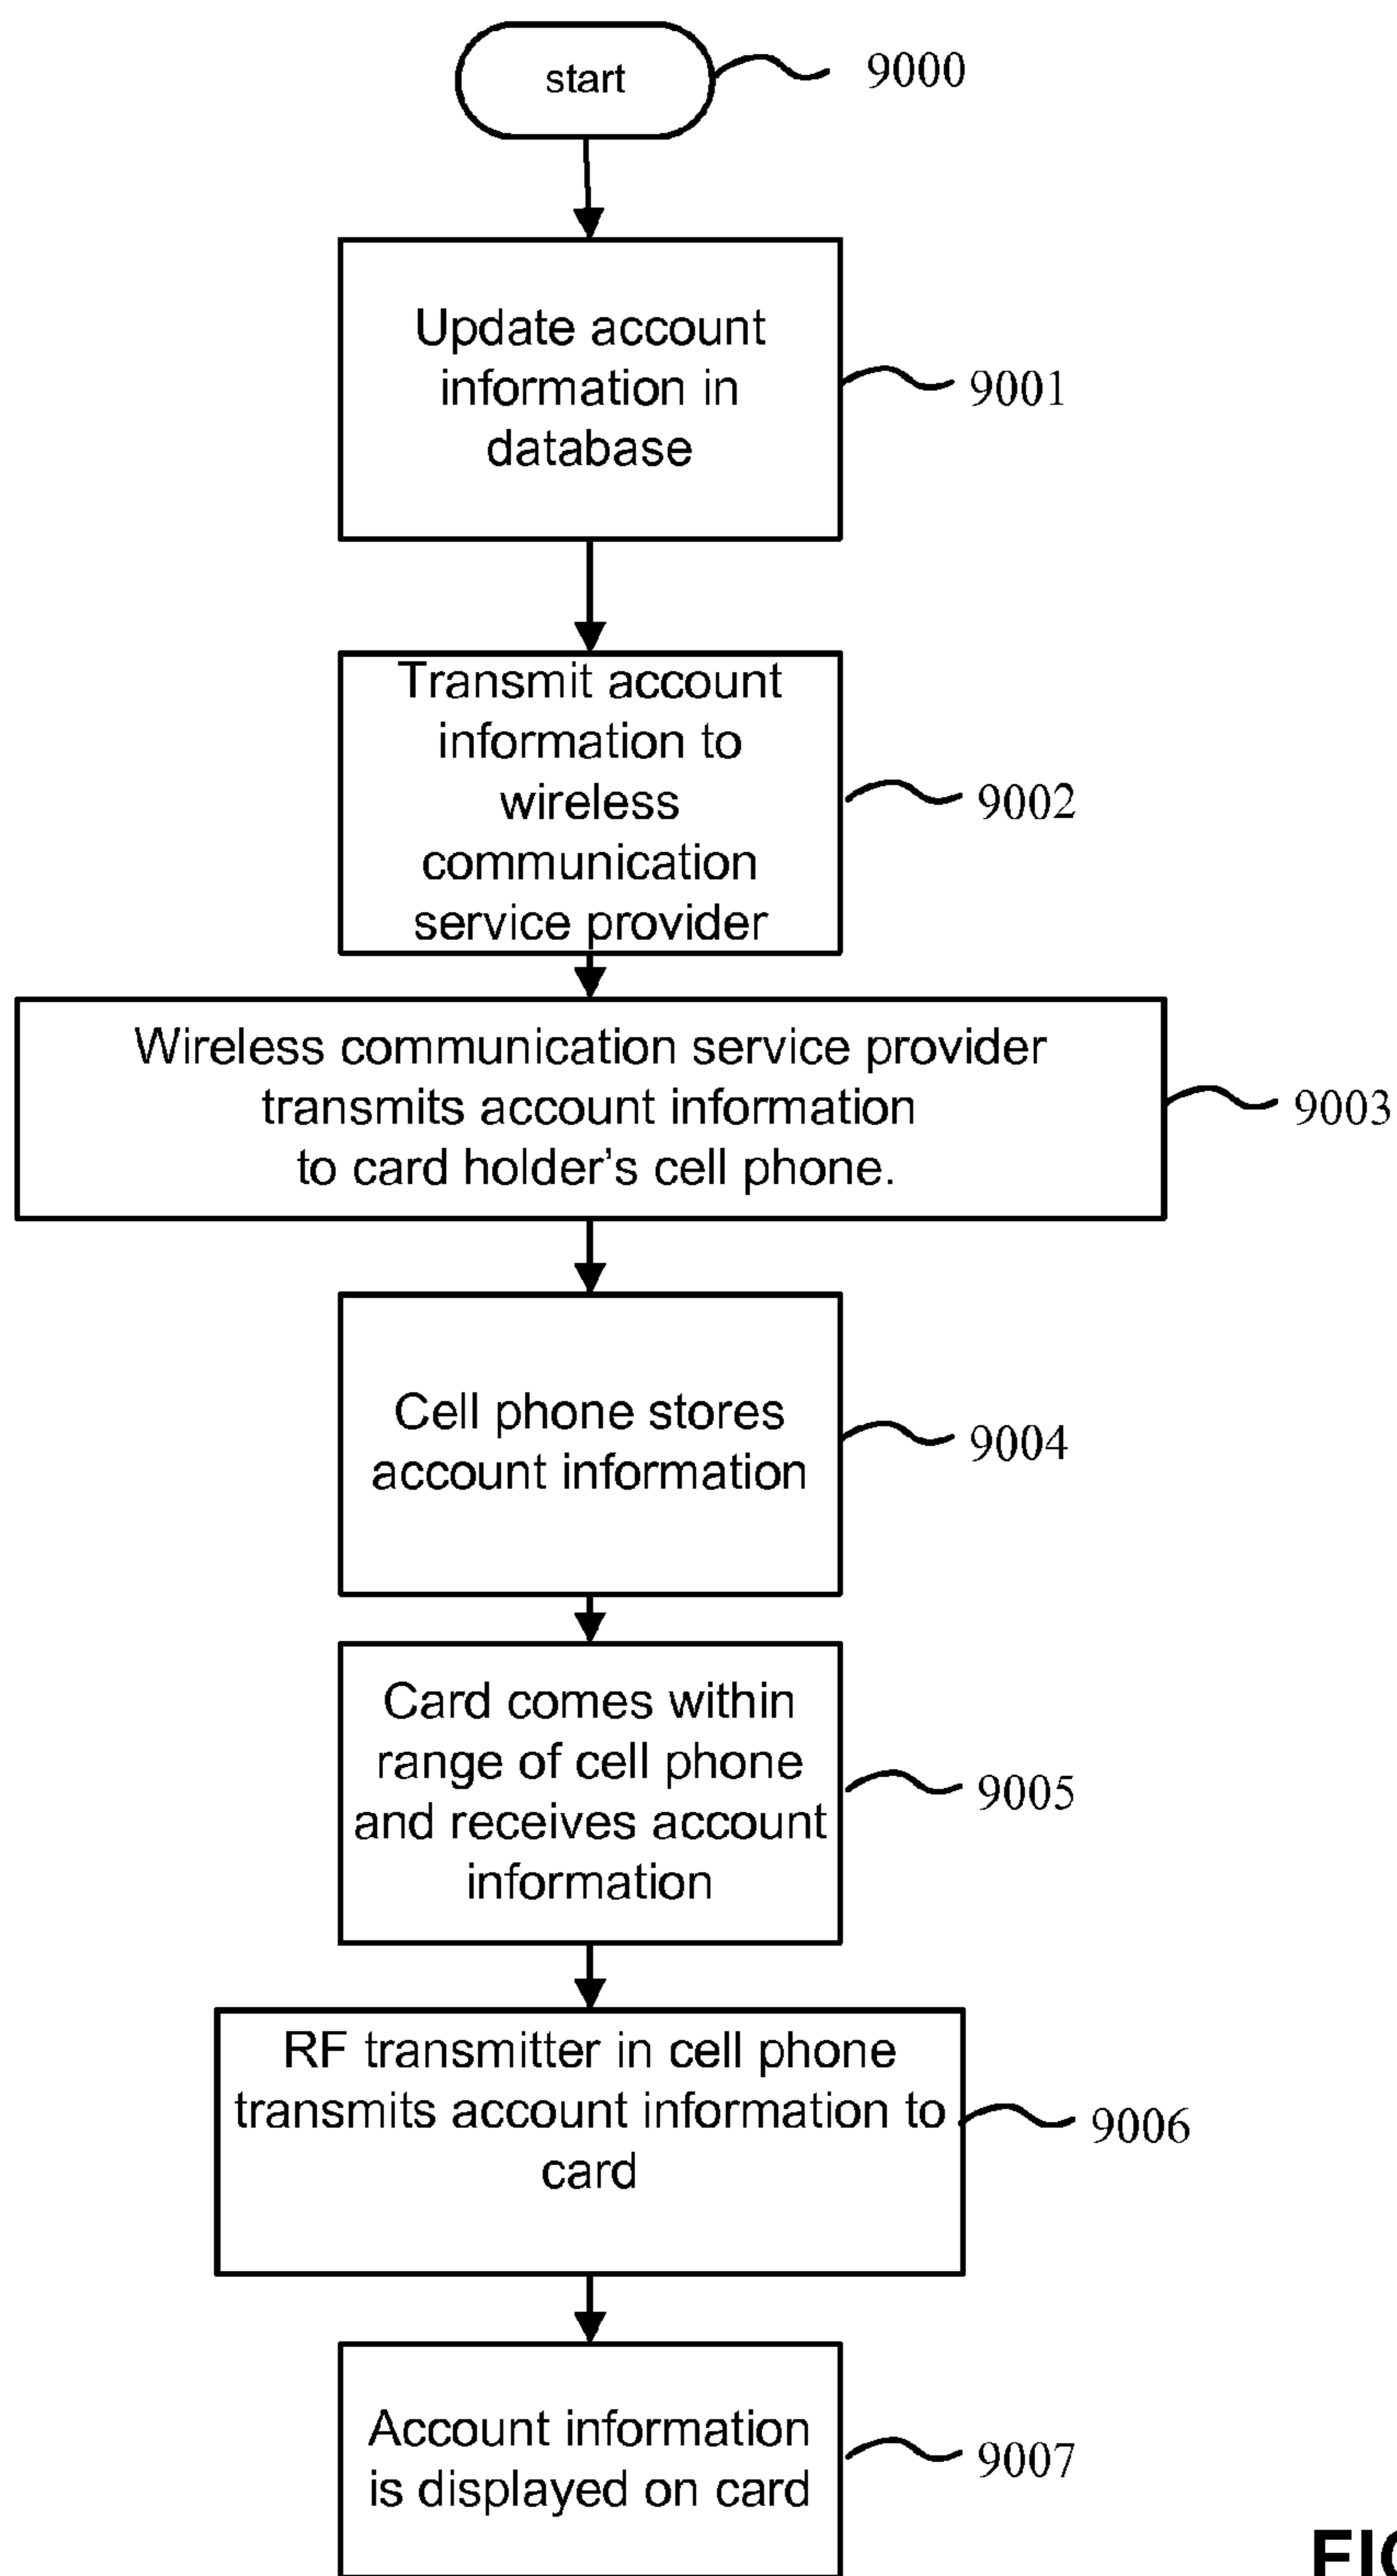 start
9000
Update account
information in
database
9001
Transmit account
information to
wireless
communication
service provider
9002
Wireless communication service provider
transmits account information
to card holder's cell phone.
9003
Cell phone stores
account information
9004
Card comes within
range of cell phone
and receives account
information
9005
RF transmitter in cell phone
transmits account information to
card
9006
Account information
is displayed on card
9007